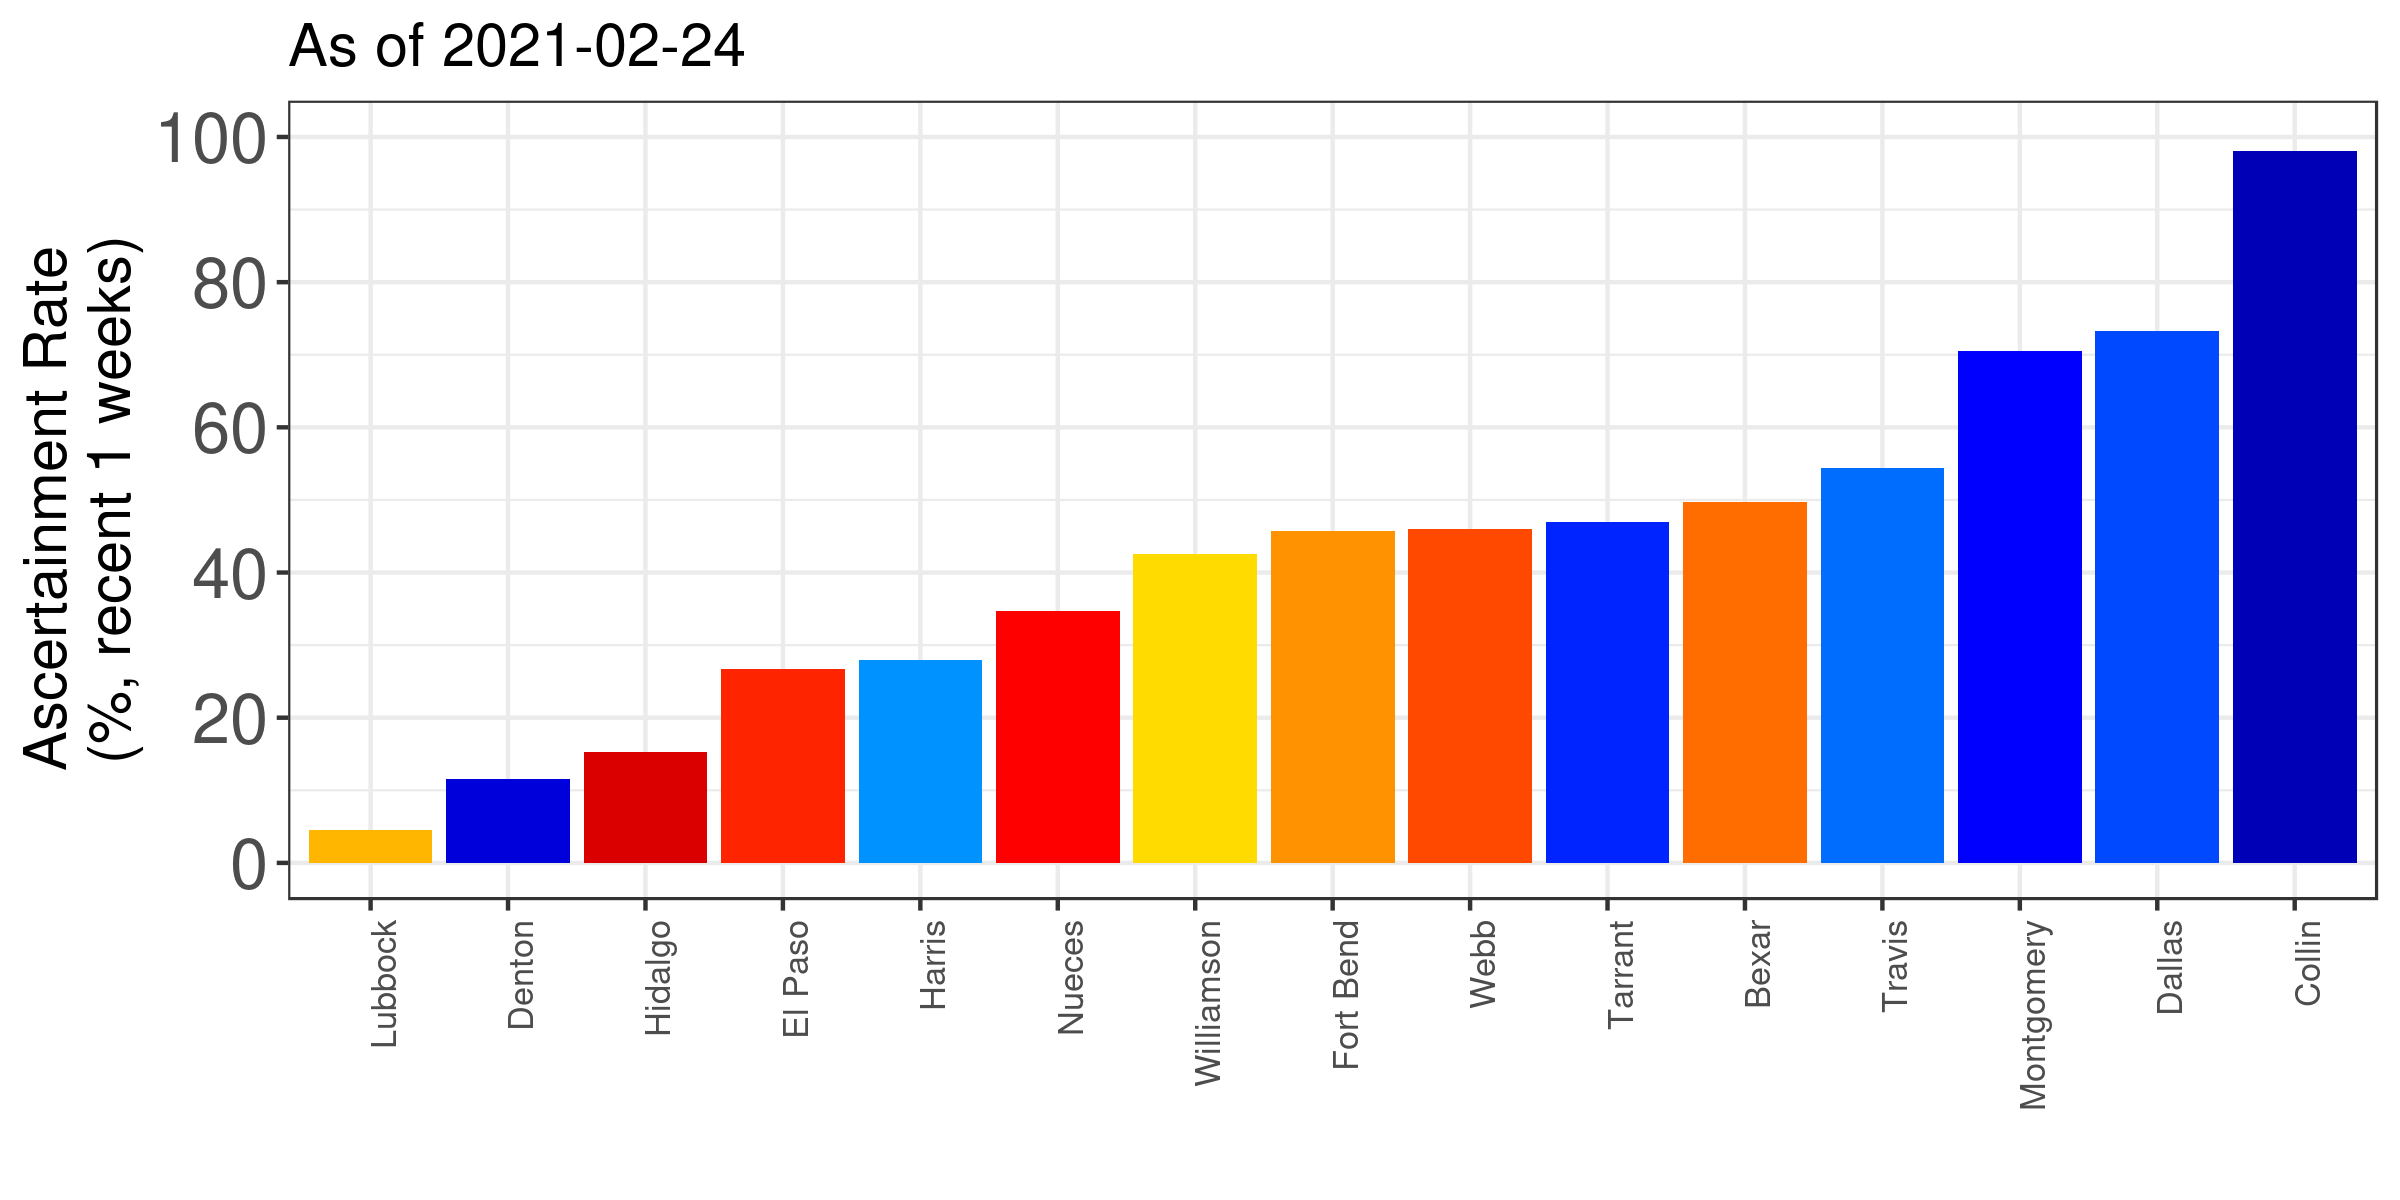 As of 2021-02-24
Ascertainment Rate
(%, recent 1 weeks)
100
80
60
40
20
0
Lubbock
Denton
Hidalgo
El Paso
Harris
Nueces
Williamson
Fort Bend
Webb
Tarrant
Bexar
Travis
Montgomery
Dallas
Collin